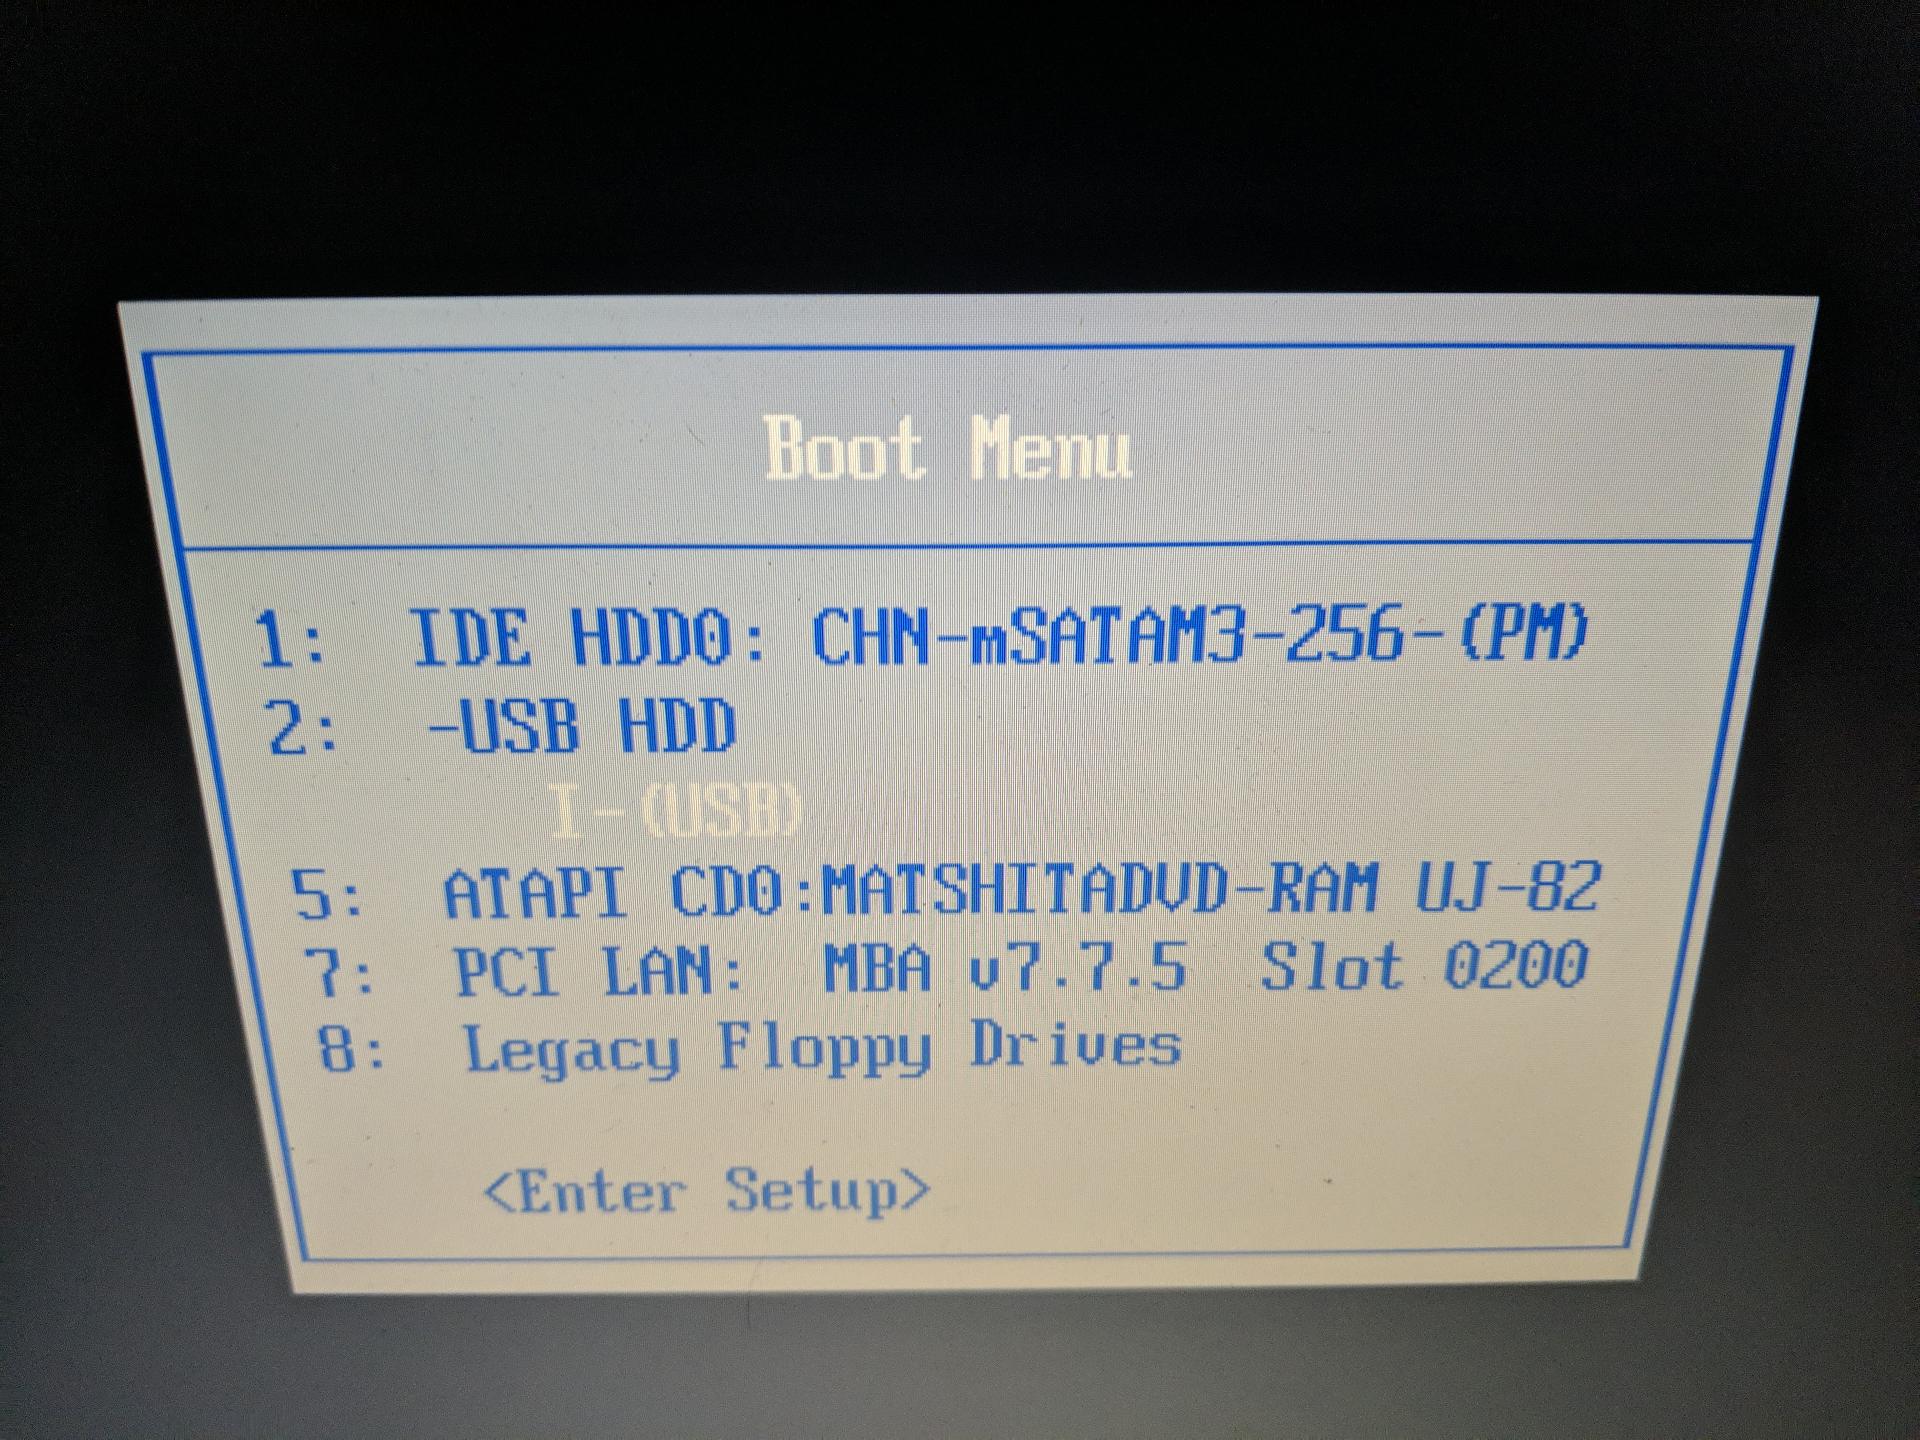 Boot Menu
1: IDE HDD0: CHN-mSATAM3-256-(PM)
2: -USB HDD
I-(USB)
5: ATAPI CD0:MATSHITADVD-RAM UJ-82
7: PCI LAN: MBA v7.7.5 Slot 0200
8: Legacy Floppy Drives
<Enter Setup>